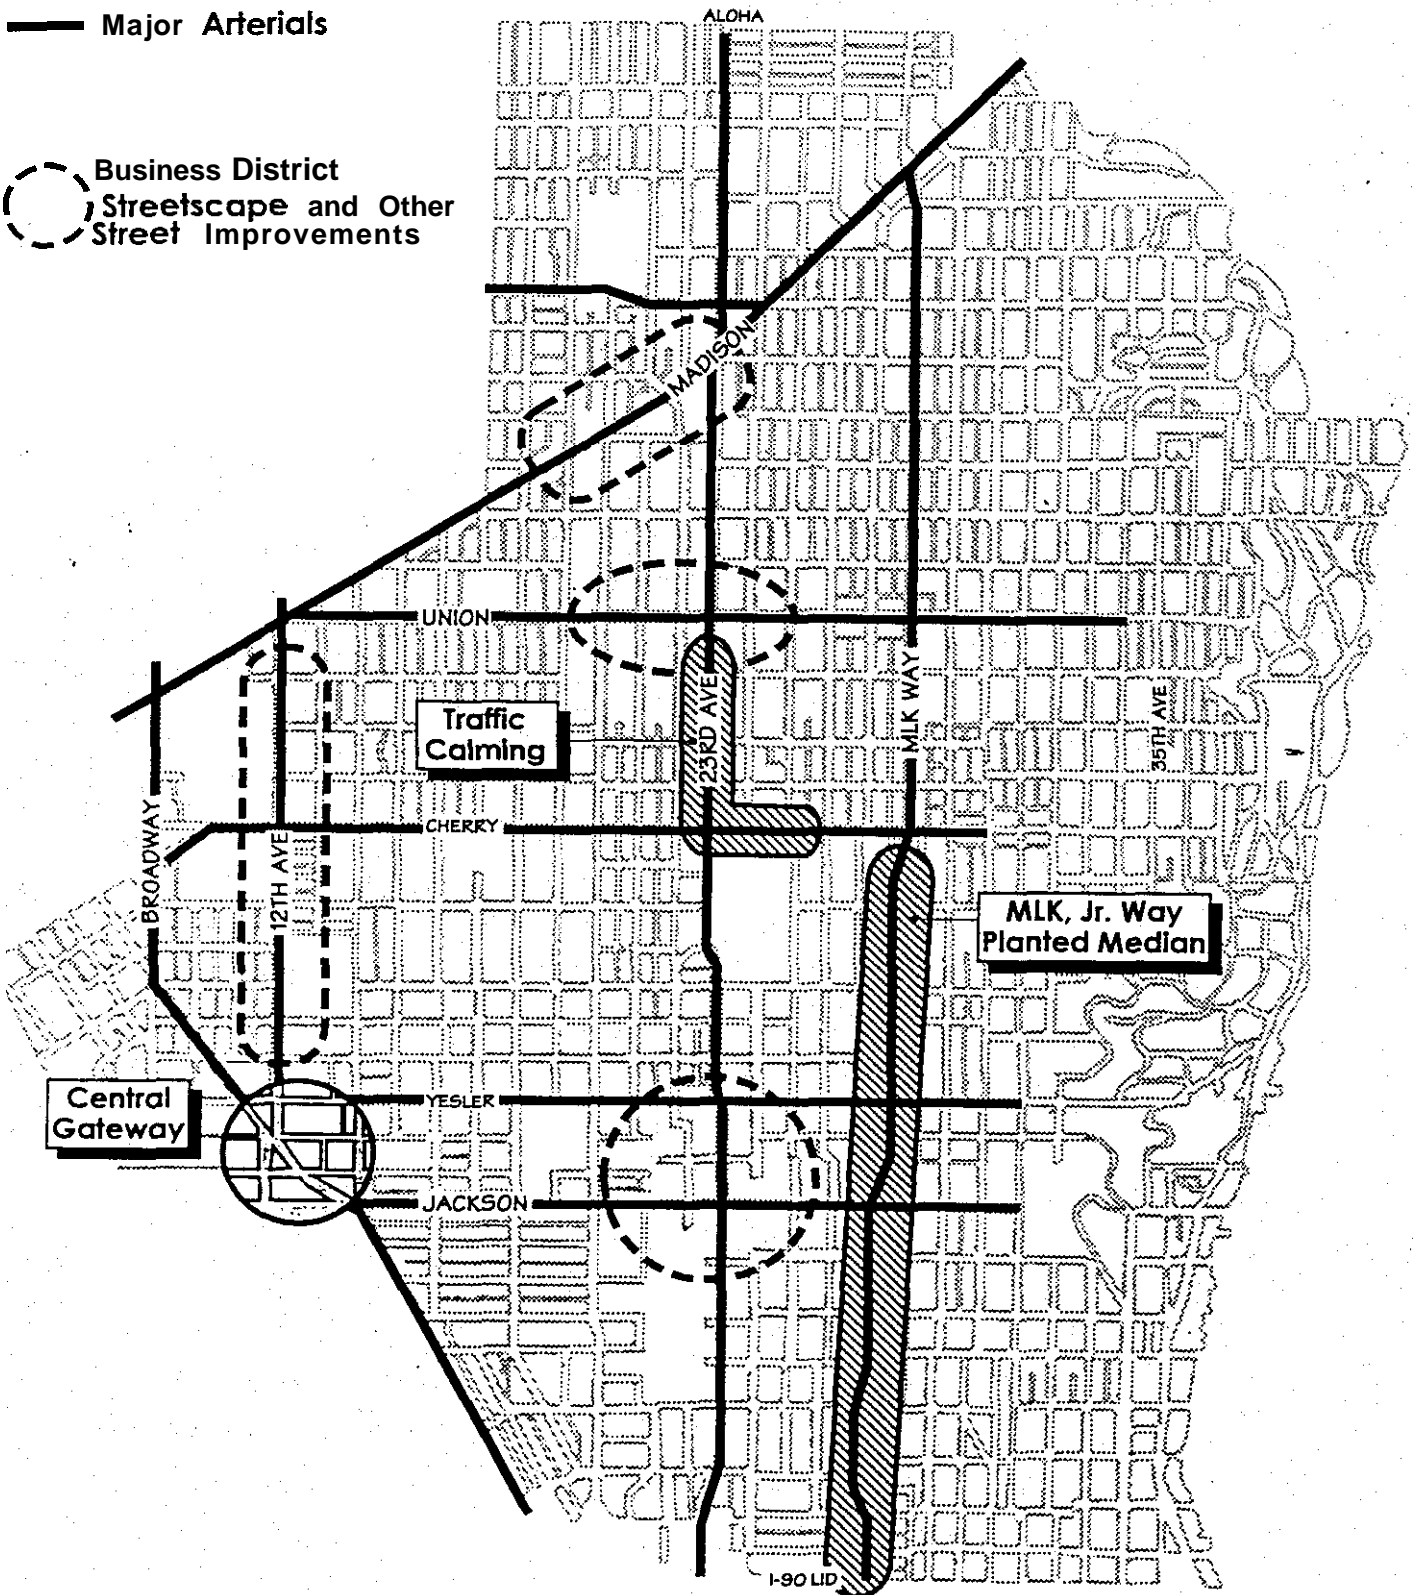 Major Arterials
Business District
Streetscape and Other
Street Improvements
ALOHA
MADISON
UNION
Traffic
Calming
23RD AVE
MLK WAY
35TH AVE
BROADWAY
12TH AVE
CHERRY
MLK, Jr. Way
Planted Median
Central
Gateway
YESLER
JACKSON
I-90 LID